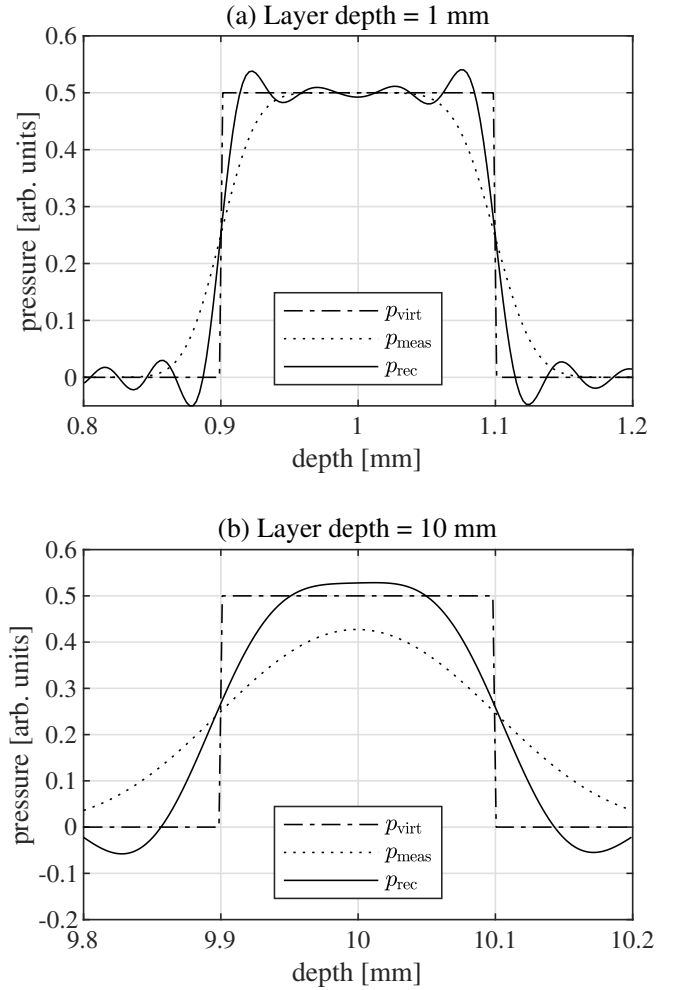 (a) Layer depth = 1 mm
0.6
0.5
0.4
0.3
0.2
0.1
0
pressure [arb. units]
p_virt
p_meas
p_rec
0.8 0.9 1 1.1 1.2
depth [mm]
(b) Layer depth = 10 mm
0.6
0.5
0.4
0.3
0.2
0.1
0
-0.1
-0.2
pressure [arb. units]
p_virt
p_meas
p_rec
9.8 9.9 10 10.1 10.2
depth [mm]